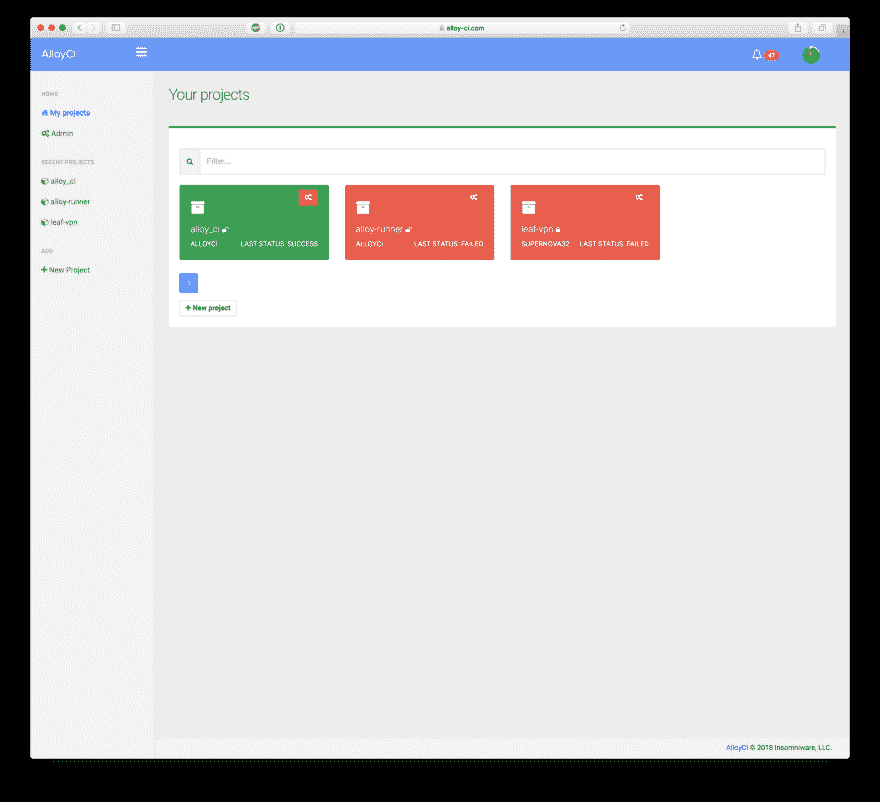 alloy-ci.com
AlloyCI
47
HOME
My projects
Admin
RECENT PROJECTS
alloy_ci
alloy-runner
leaf-vpn
ADD
New Project
Your projects
Filter...
alloy_ci
ALLOYCI LAST STATUS: SUCCESS
alloy-runner
ALLOYCI LAST STATUS: FAILED
leaf-vpn
SUPERNOVA32 LAST STATUS: FAILED
New project
AlloyCI © 2018 Insomniware, LLC.